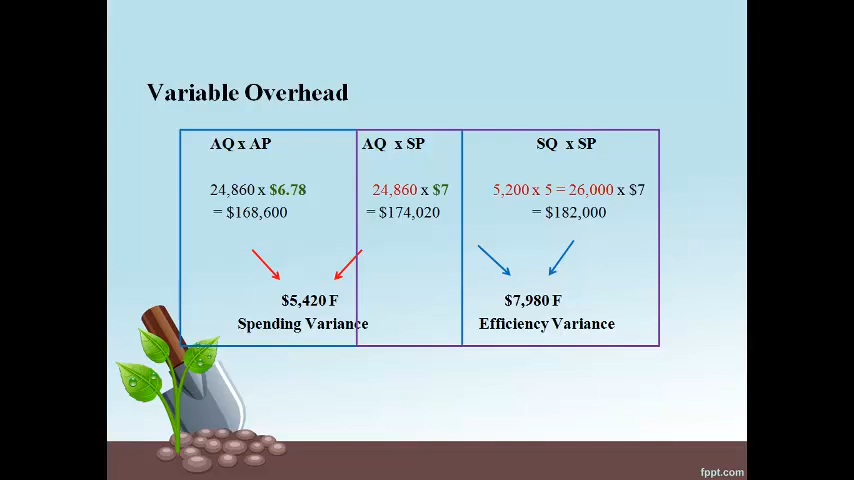 Variable Overhead
AQ x AP AQ x SP SQ x SP
24,860 x $6.78 24,860 x $7 5,200 x 5 = 26,000 x $7
= $168,600 = $174,020 = $182,000
$5,420 F $7,980 F
Spending Variance Efficiency Variance
fppt.com